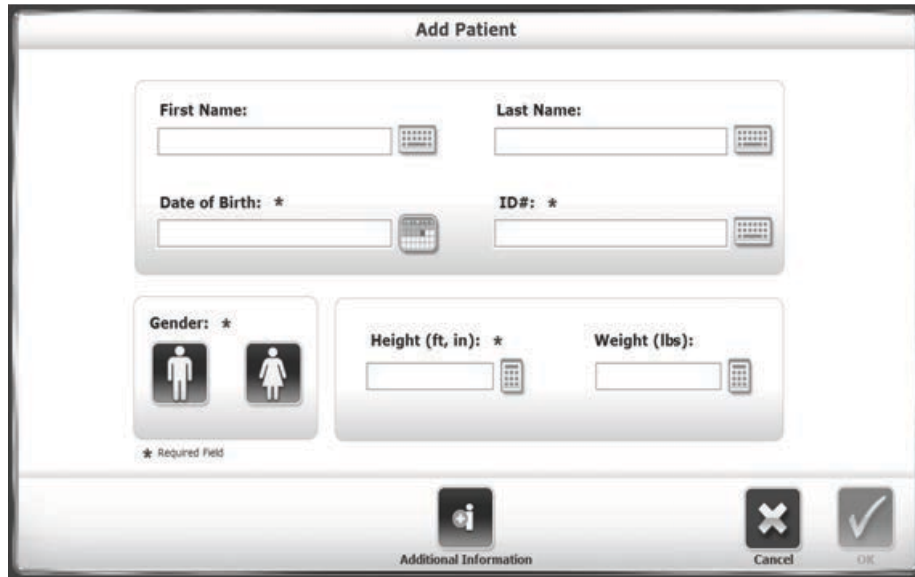 Add Patient
First Name:
Last Name:
Date of Birth: *
ID#: *
Gender: *
Height (ft, in): *
Weight (lbs):
* Required Field
Additional Information
Cancel
OK